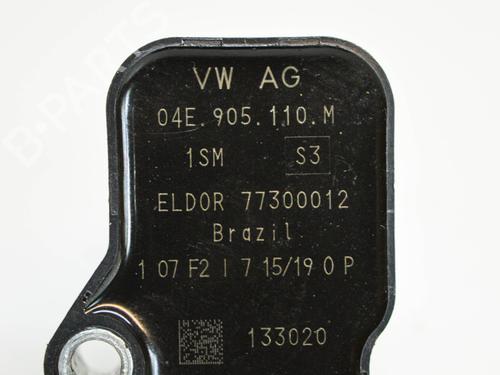 VW AG
04E.905.110.M
1SM S3
ELDOR 77300012
Brazil
1 07 F2 I 7 15/19 0 P
133020
B-PARTS